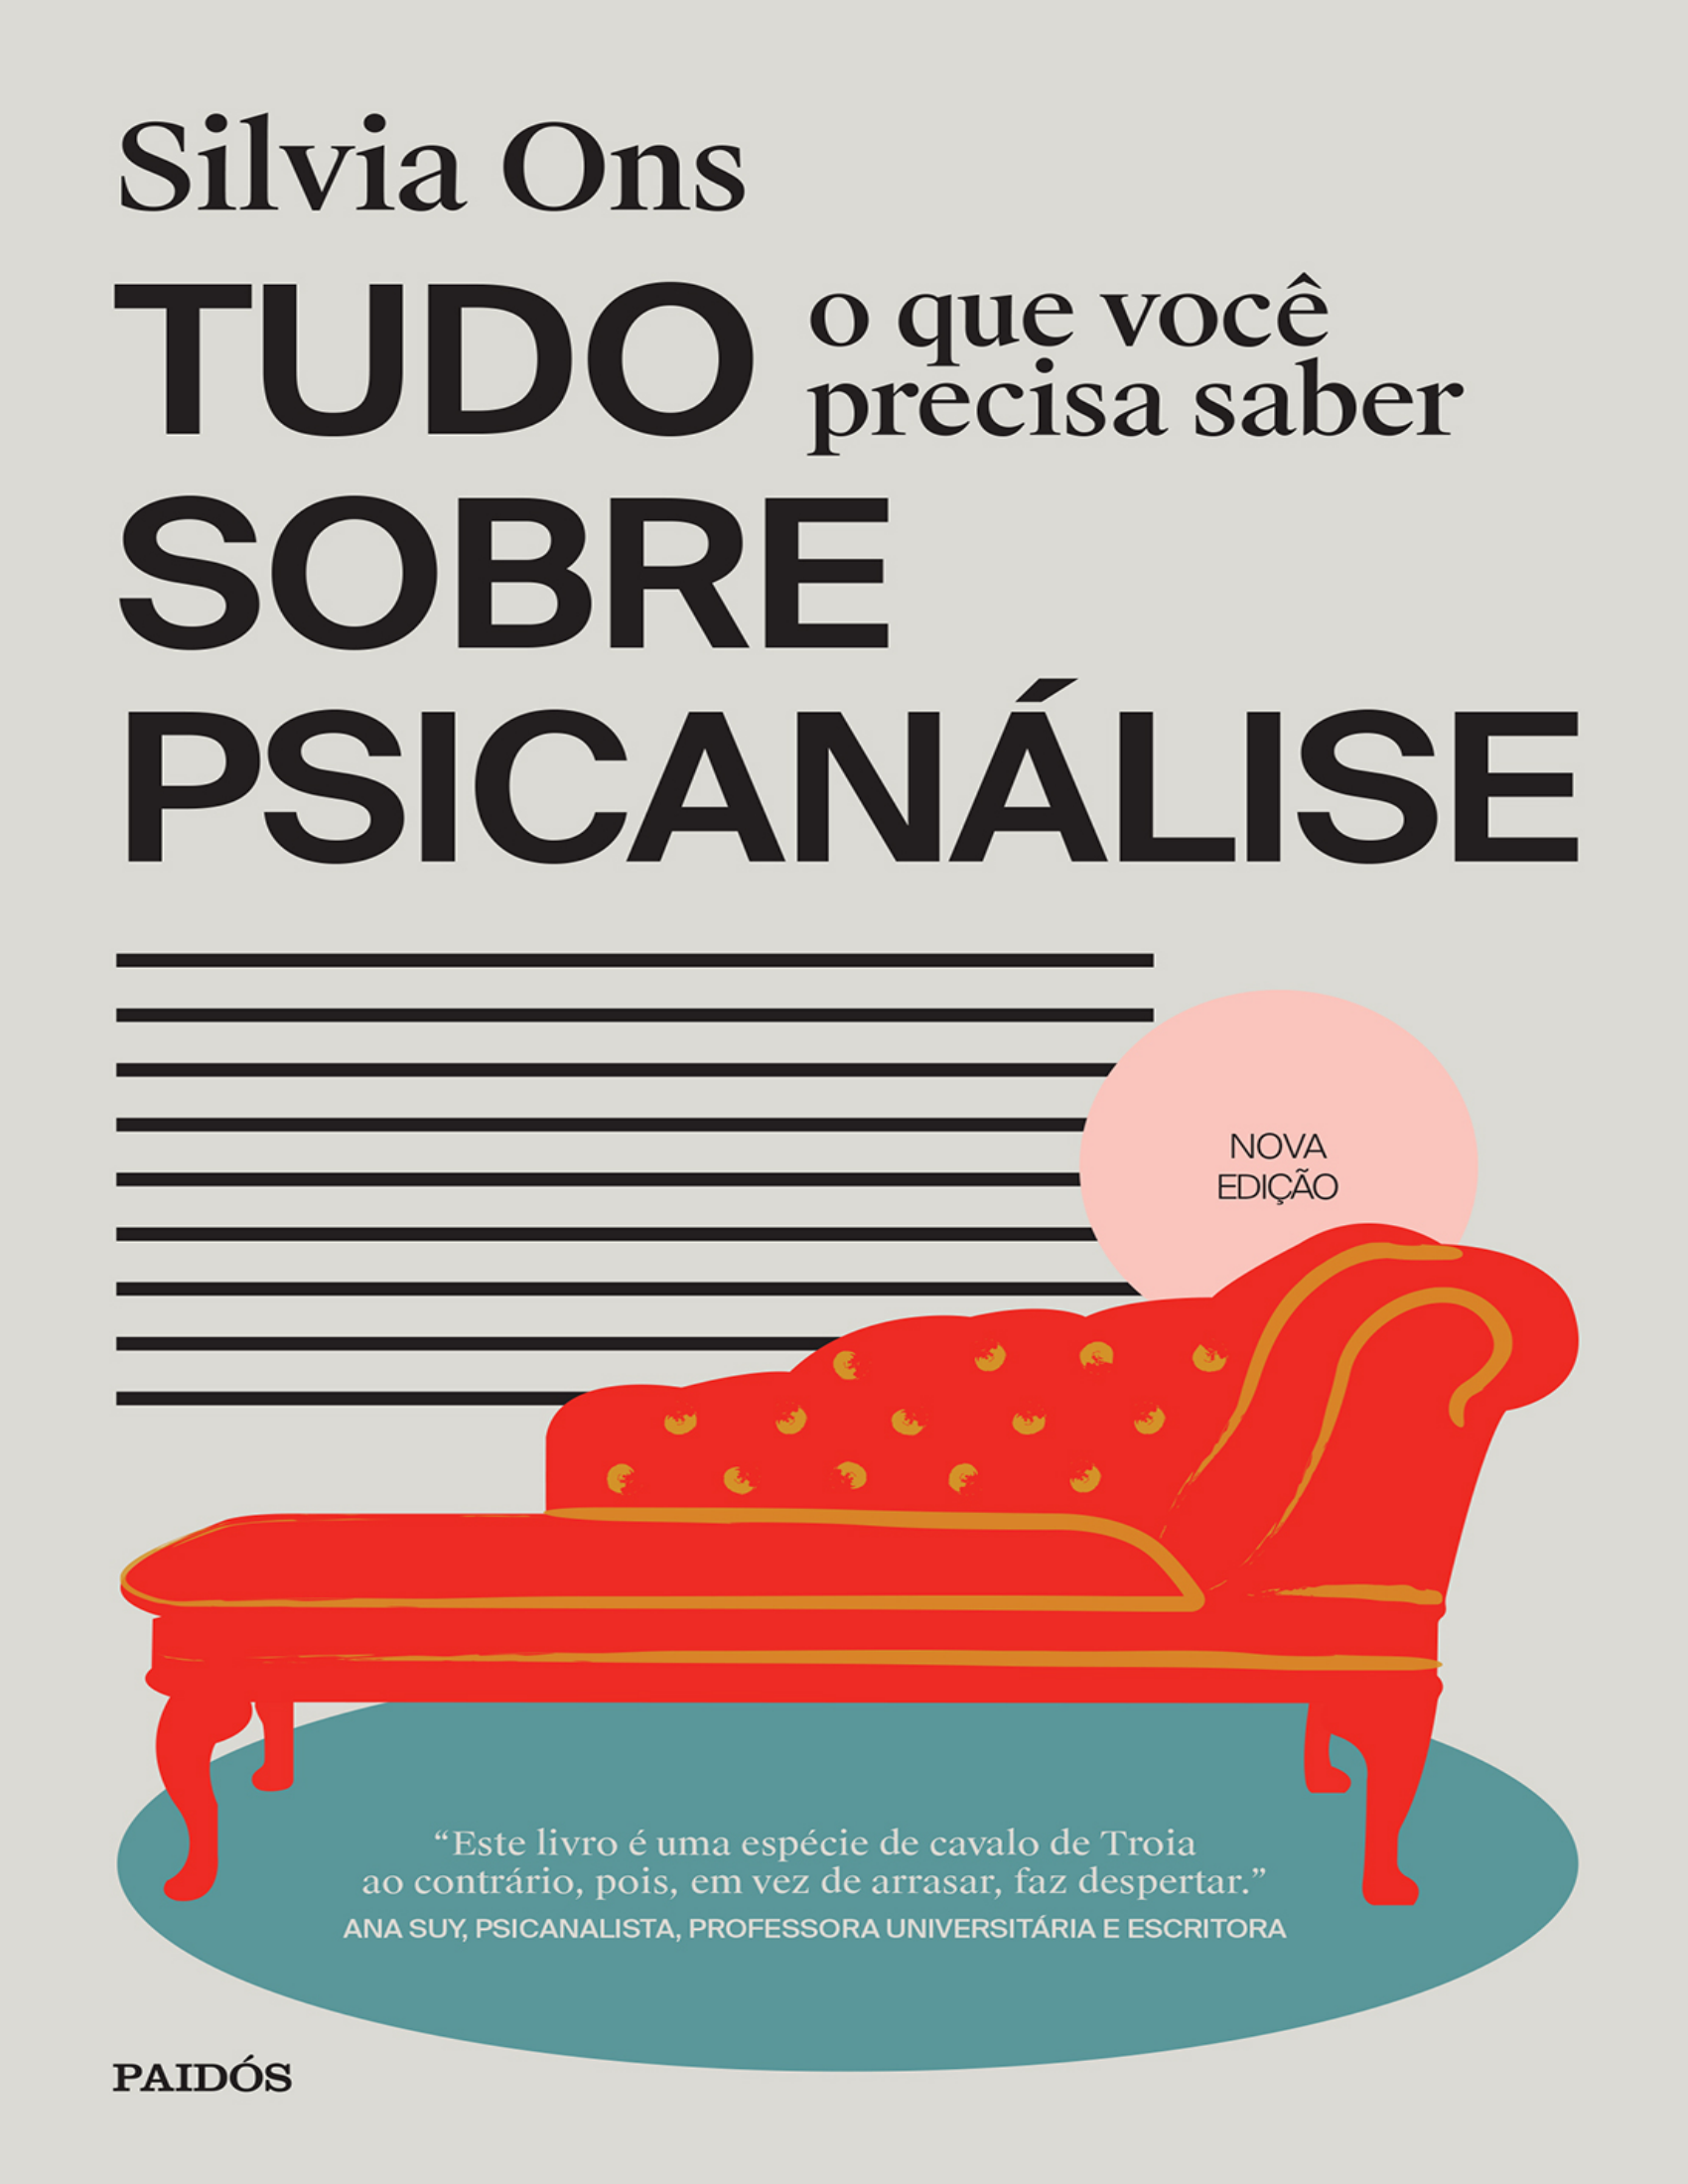 Silvia Ons
TUDO o que você
precisa saber
SOBRE
PSICANÁLISE
NOVA
EDIÇÃO
“Este livro é uma espécie de cavalo de Troia
ao contrário, pois, em vez de arrasar, faz despertar.”
ANA SUY, PSICANALISTA, PROFESSORA UNIVERSITÁRIA E ESCRITORA
PAIDÓS